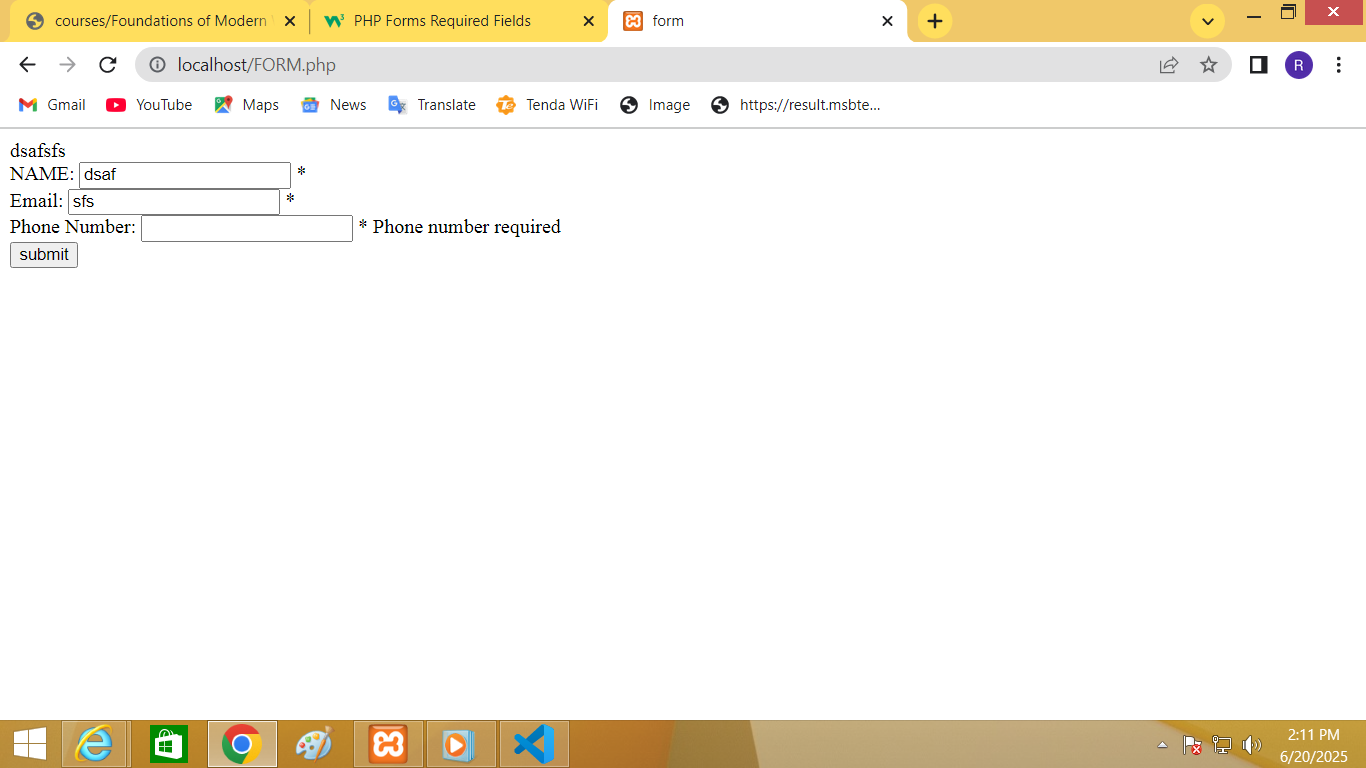 courses/Foundations of Modern
PHP Forms Required Fields
form
localhost/FORM.php
R
Gmail
YouTube
Maps
News
Translate
Tenda WiFi
Image
https://result.msbte...
dsafsfs
NAME: dsaf *
Email: sfs *
Phone Number: * Phone number required
submit
2:11 PM
6/20/2025